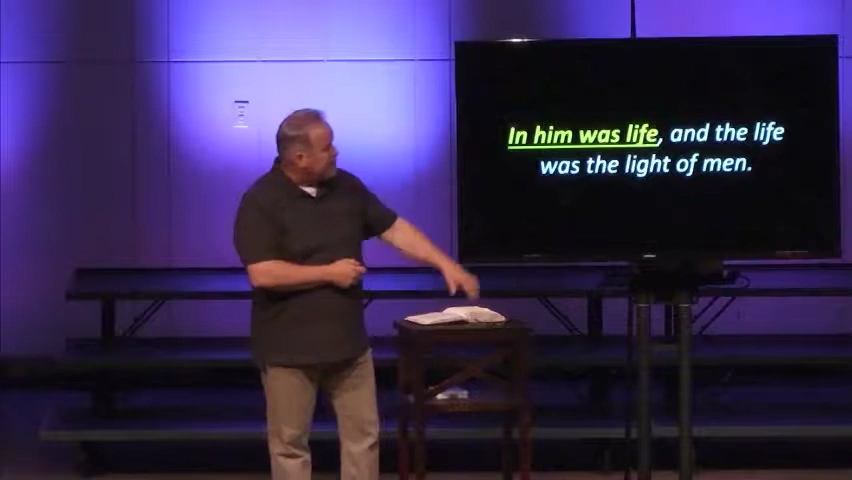 In him was life, and the life
was the light of men.